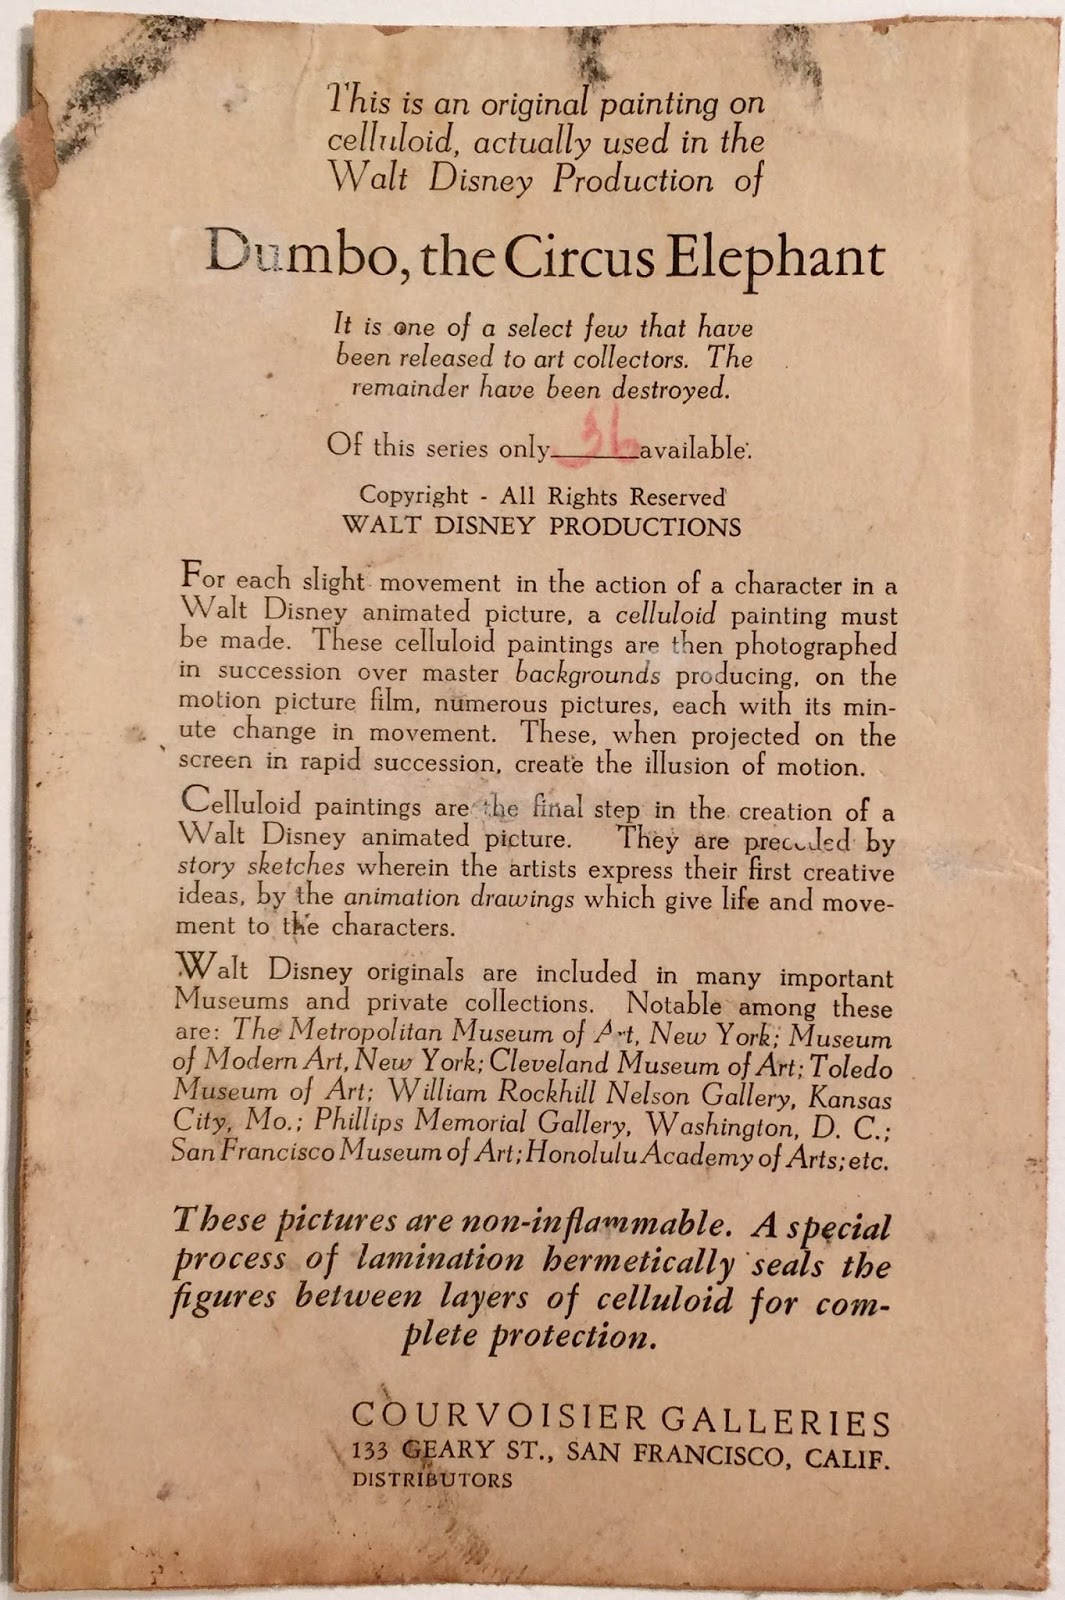 This is an original painting on
celluloid, actually used in the
Walt Disney Production of
Dumbo, the Circus Elephant
It is one of a select few that have
been released to art collectors. The
remainder have been destroyed.
Of this series only 36 available.
Copyright - All Rights Reserved
WALT DISNEY PRODUCTIONS
For each slight movement in the action of a character in a
Walt Disney animated picture, a celluloid painting must
be made. These celluloid paintings are then photographed
in succession over master backgrounds producing, on the
motion picture film, numerous pictures, each with its min-
ute change in movement. These, when projected on the
screen in rapid succession, create the illusion of motion.
Celluloid paintings are the final step in the creation of a
Walt Disney animated picture. They are preceded by
story sketches wherein the artists express their first creative
ideas, by the animation drawings which give life and move-
ment to the characters.
Walt Disney originals are included in many important
Museums and private collections. Notable among these
are: The Metropolitan Museum of Art, New York; Museum
of Modern Art, New York; Cleveland Museum of Art; Toledo
Museum of Art; William Rockhill Nelson Gallery, Kansas
City, Mo.; Phillips Memorial Gallery, Washington, D. C.;
San Francisco Museum of Art; Honolulu Academy of Arts; etc.
These pictures are non-inflammable. A special
process of lamination hermetically seals the
figures between layers of celluloid for com-
plete protection.
COURVOISIER GALLERIES
133 GEARY ST., SAN FRANCISCO, CALIF.
DISTRIBUTORS